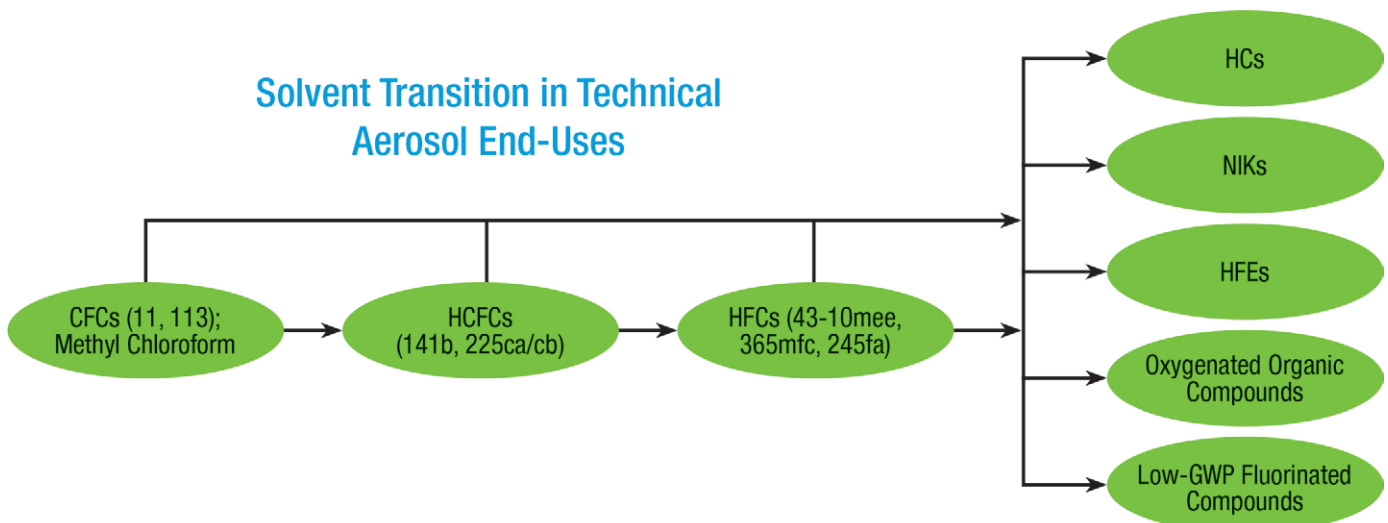 Solvent Transition in Technical
Aerosol End-Uses
HCs
NIKs
HFEs
CFCs (11, 113);
Methyl Chloroform
HCFCs
(141b, 225ca/cb)
HFCs (43-10mee,
365mfc, 245fa)
Oxygenated Organic
Compounds
Low-GWP Fluorinated
Compounds